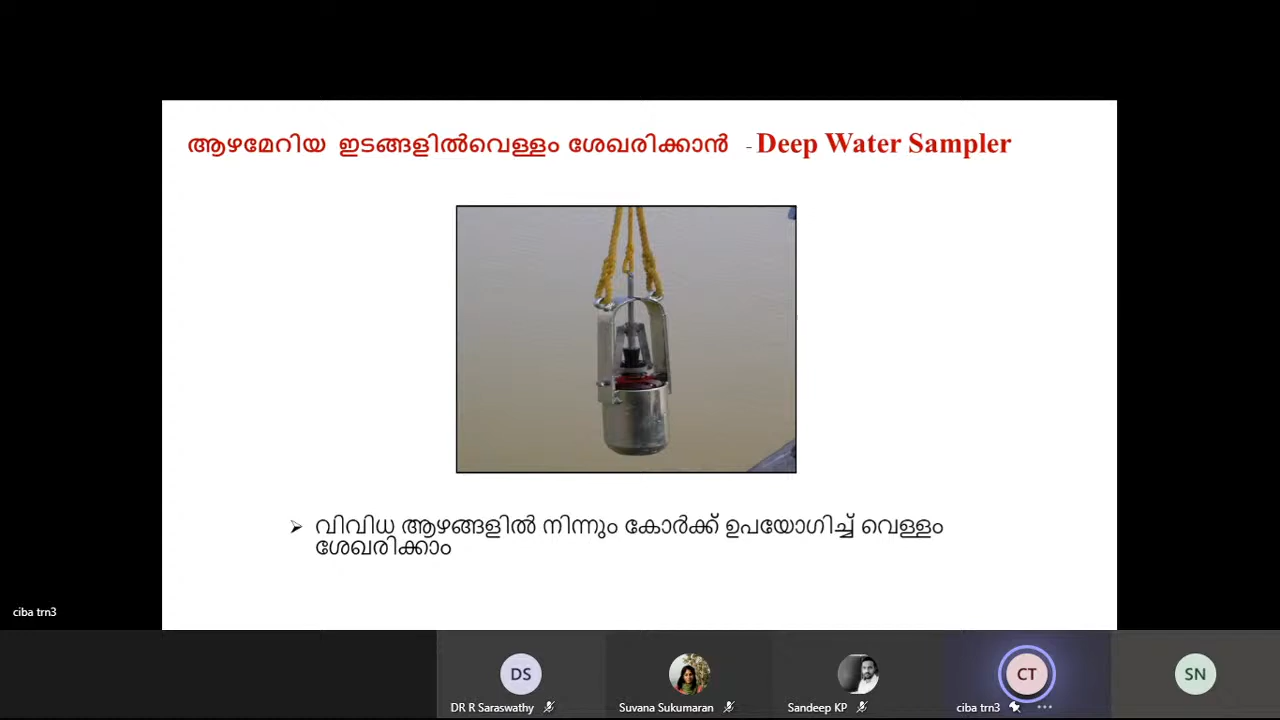 ആഴമേറിയ ഇടങ്ങളിൽവെള്ളം ശേഖരിക്കാൻ - Deep Water Sampler
➢ വിവിധ ആഴങ്ങളിൽ നിന്നും കോർക്ക് ഉപയോഗിച്ച് വെള്ളം
ശേഖരിക്കാം
ciba trn3
DS
CT
SN
DR R Saraswathy
Suvana Sukumaran
Sandeep KP
ciba trn3